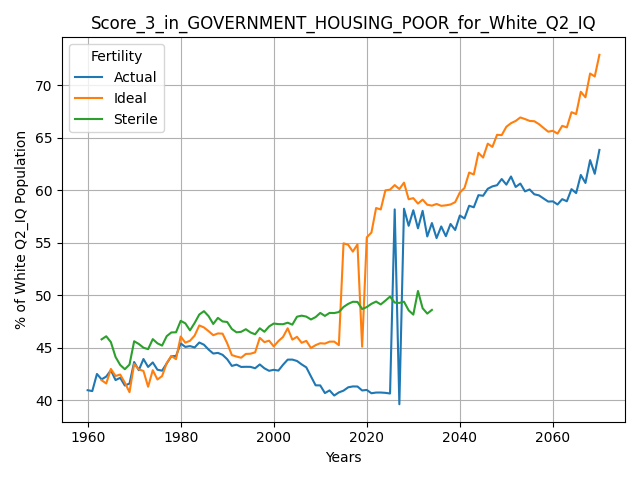 Score_3_in_GOVERNMENT_HOUSING_POOR_for_White_Q2_IQ
Fertility
Actual
Ideal
Sterile
% of White Q2_IQ Population
70
65
60
55
50
45
40
1960 1980 2000 2020 2040 2060
Years